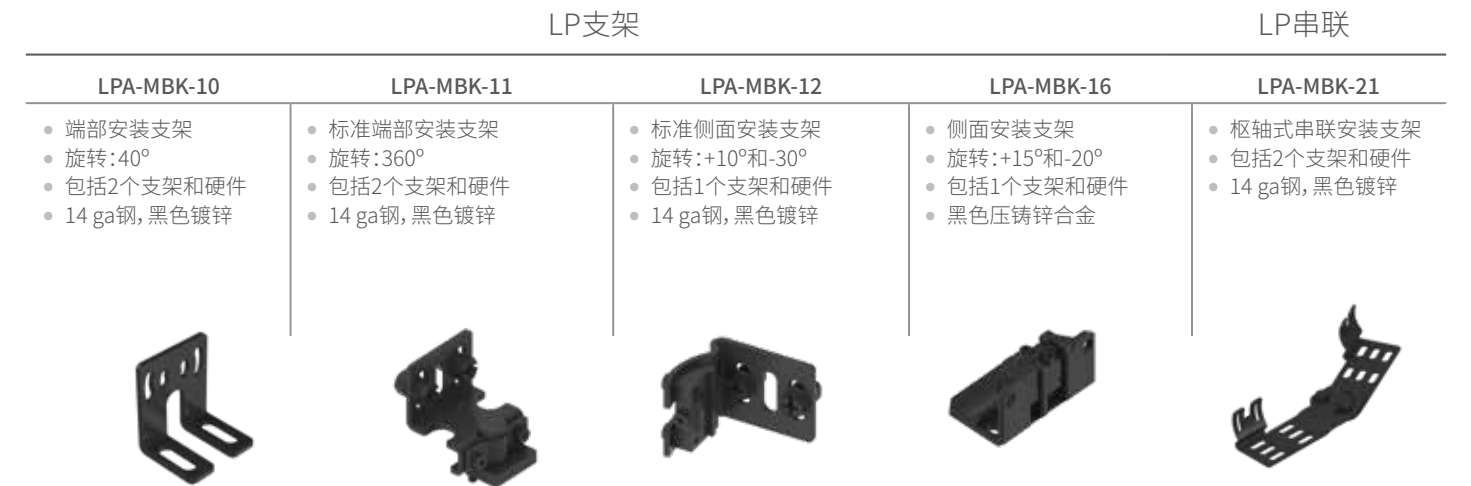 LP支架
LP串联
LPA-MBK-10
LPA-MBK-11
LPA-MBK-12
LPA-MBK-16
LPA-MBK-21
• 端部安装支架
• 旋转:40º
• 包括2个支架和硬件
• 14 ga钢,黑色镀锌
• 标准端部安装支架
• 旋转:360º
• 包括2个支架和硬件
• 14 ga钢,黑色镀锌
• 标准侧面安装支架
• 旋转:+10º和-30º
• 包括1个支架和硬件
• 14 ga钢,黑色镀锌
• 侧面安装支架
• 旋转:+15º和-20º
• 包括1个支架和硬件
• 黑色压铸锌合金
• 枢轴式串联安装支架
• 包括2个支架和硬件
• 14 ga钢,黑色镀锌